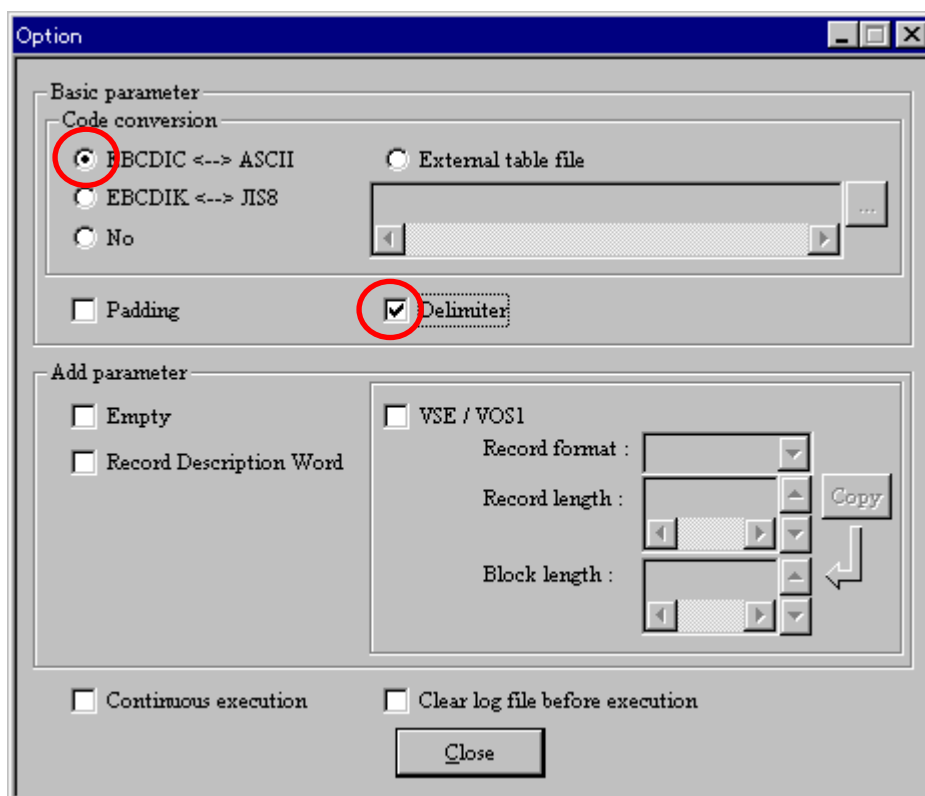 Option
Basic parameter
Code conversion
EBCDIC <--> ASCII
External table file
EBCDIK <--> JIS8
...
No
Padding
Delimiter
Add parameter
Empty
VSE / VOS1
Record format :
Record Description Word
Record length :
Copy
Block length :
Continuous execution
Clear log file before execution
Close